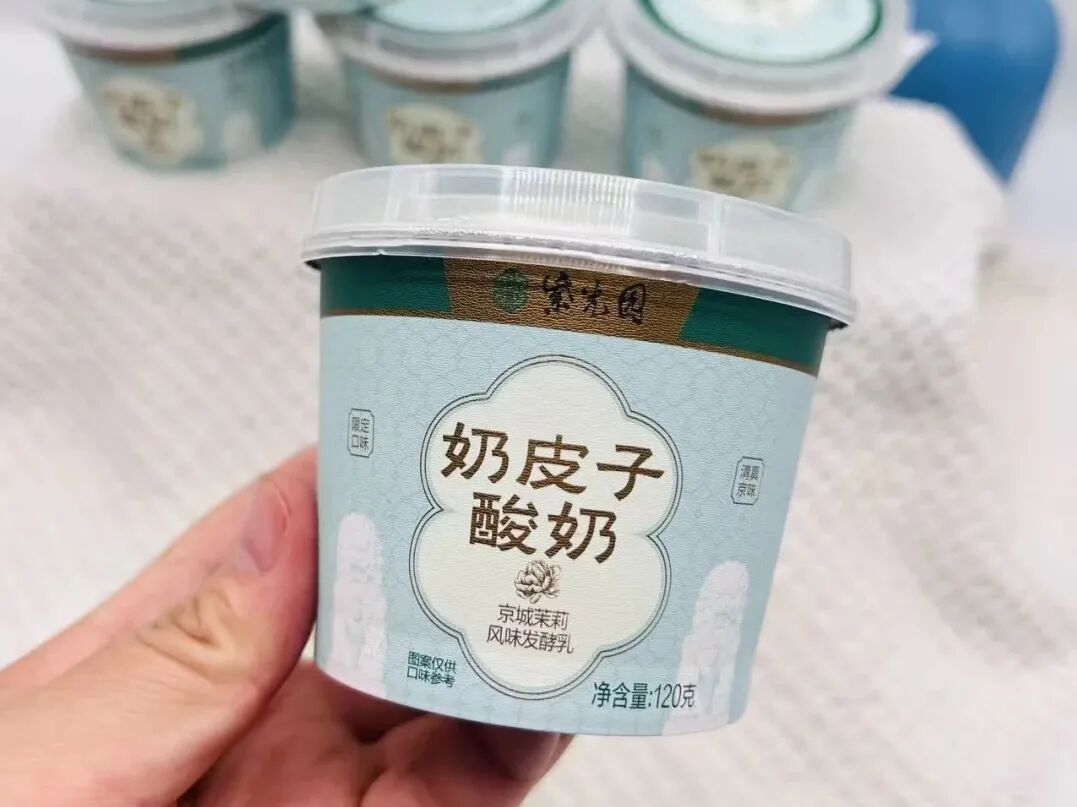 紫光园
限定
口味
奶皮子
酸奶
清真
京味
京城茉莉
风味发酵乳
图案仅供
口味参考
净含量:120克